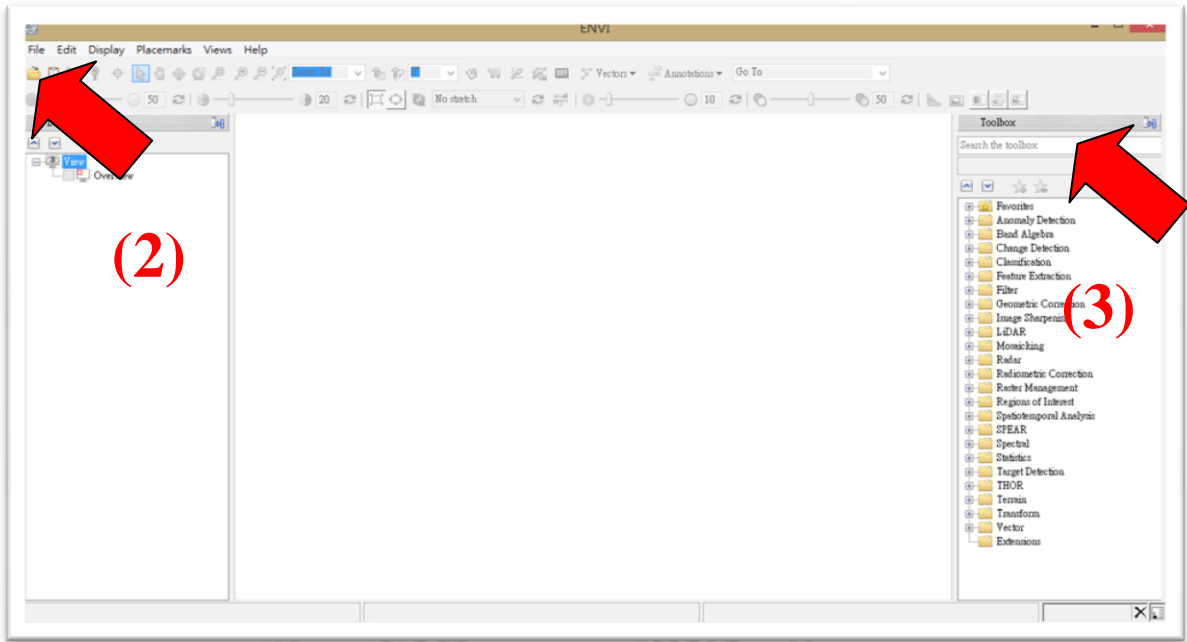 ENVI
File Edit Display Placemarks Views Help
Zoom To Vectors Annotations Go To
50 20 No stretch 10 50
Toolbox
Search the toolbox
View
Overview
Favorites
Anomaly Detection
Band Algebra
Change Detection
Classification
Feature Extraction
Filter
Geometric Correction
Image Sharpening
LiDAR
Mosaicking
Radar
Radiometric Correction
Raster Management
Regions of Interest
Spatiotemporal Analysis
SPEAR
Spectral
Statistics
Target Detection
THOR
Terrain
Transform
Vector
Extensions
(2)
(3)